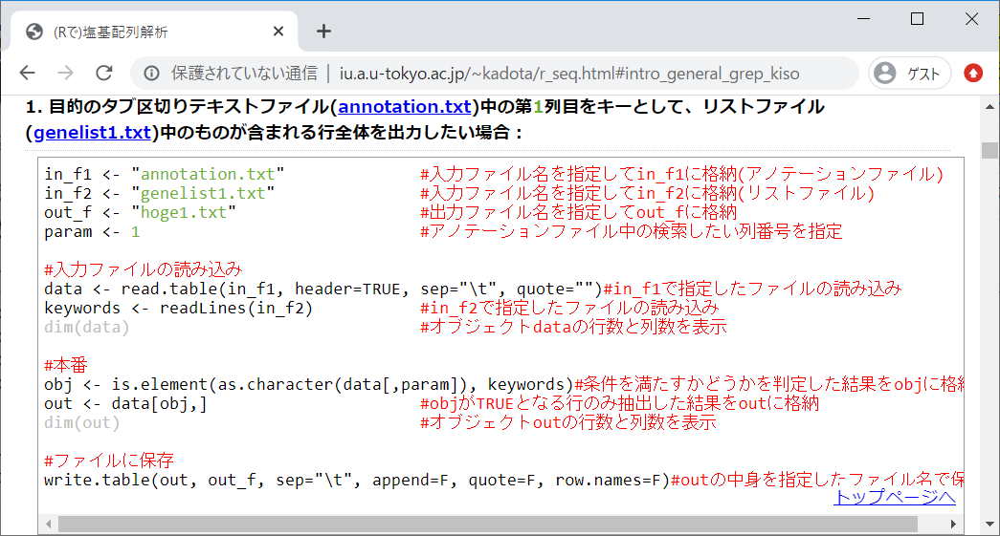 (Rで)塩基配列解析
保護されていない通信 | iu.a.u-tokyo.ac.jp/~kadota/r_seq.html#intro_general_grep_kiso
ゲスト
1. 目的のタブ区切りテキストファイル(annotation.txt)中の第1列目をキーとして、リストファイル
(genelist1.txt)中のものが含まれる行全体を出力したい場合：
in_f1 <- "annotation.txt" #入力ファイル名を指定してin_f1に格納(アノテーションファイル)
in_f2 <- "genelist1.txt" #入力ファイル名を指定してin_f2に格納(リストファイル)
out_f <- "hoge1.txt" #出力ファイル名を指定してout_fに格納
param <- 1 #アノテーションファイル中の検索したい列番号を指定
#入力ファイルの読み込み
data <- read.table(in_f1, header=TRUE, sep="\t", quote="")#in_f1で指定したファイルの読み込み
keywords <- readLines(in_f2) #in_f2で指定したファイルの読み込み
dim(data) #オブジェクトdataの行数と列数を表示
#本番
obj <- is.element(as.character(data[,param]), keywords)#条件を満たすかどうかを判定した結果をobjに格納
out <- data[obj,] #objがTRUEとなる行のみ抽出した結果をoutに格納
dim(out) #オブジェクトoutの行数と列数を表示
#ファイルに保存
write.table(out, out_f, sep="\t", append=F, quote=F, row.names=F)#outの中身を指定したファイル名で保
トップページへ